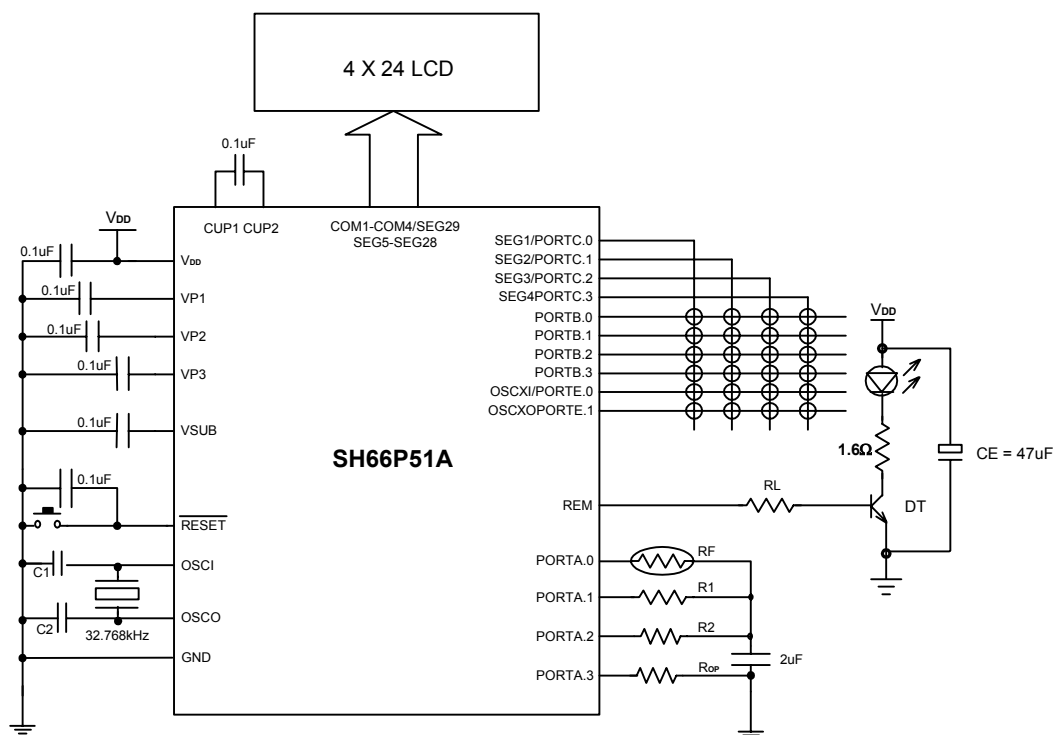 4 X 24 LCD
0.1uF
CUP1 CUP2
COM1-COM4/SEG29
SEG5-SEG28
VDD
0.1uF
VDD
0.1uF
VP1
0.1uF
VP2
0.1uF
VP3
0.1uF
VSUB
0.1uF
RESET
C1
OSCI
C2
OSCO
32.768kHz
GND
SH66P51A
SEG1/PORTC.0
SEG2/PORTC.1
SEG3/PORTC.2
SEG4PORTC.3
PORTB.0
PORTB.1
PORTB.2
PORTB.3
OSCXI/PORTE.0
OSCXOPORTE.1
REM
RL
VDD
1.6Ω
CE = 47uF
DT
PORTA.0
RF
PORTA.1
R1
PORTA.2
R2
PORTA.3
ROP
2uF